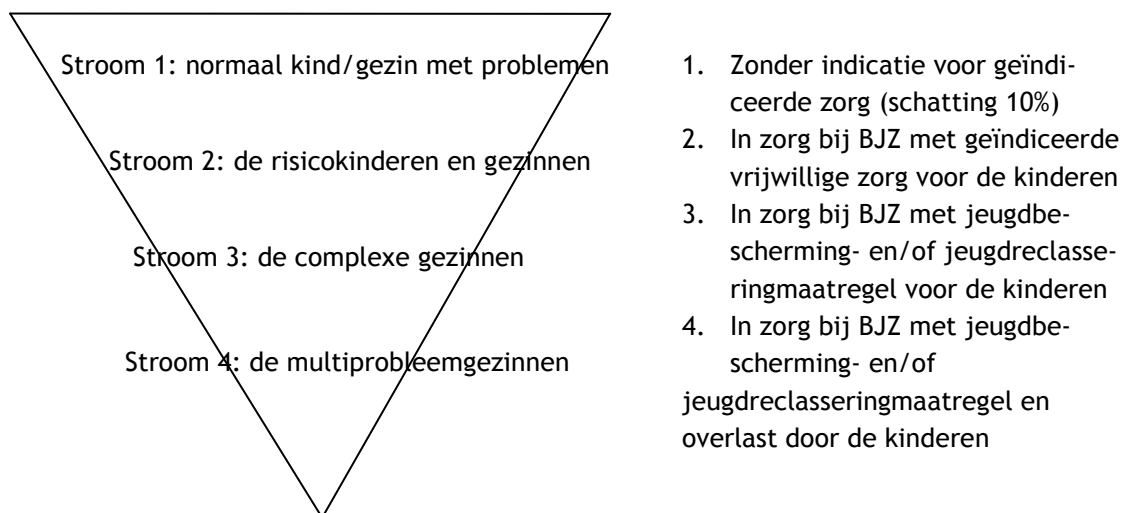 Stroom 1: normaal kind/gezin met problemen
Stroom 2: de risicokinderen en gezinnen
Stroom 3: de complexe gezinnen
Stroom 4: de multiprobleemgezinnen
1. Zonder indicatie voor geïndi-
ceerde zorg (schatting 10%)
2. In zorg bij BJZ met geïndiceerde
vrijwillige zorg voor de kinderen
3. In zorg bij BJZ met jeugdbe-
scherming- en/of jeugdreclasse-
ringmaatregel voor de kinderen
4. In zorg bij BJZ met jeugdbe-
scherming- en/of
jeugdreclasseringmaatregel en
overlast door de kinderen